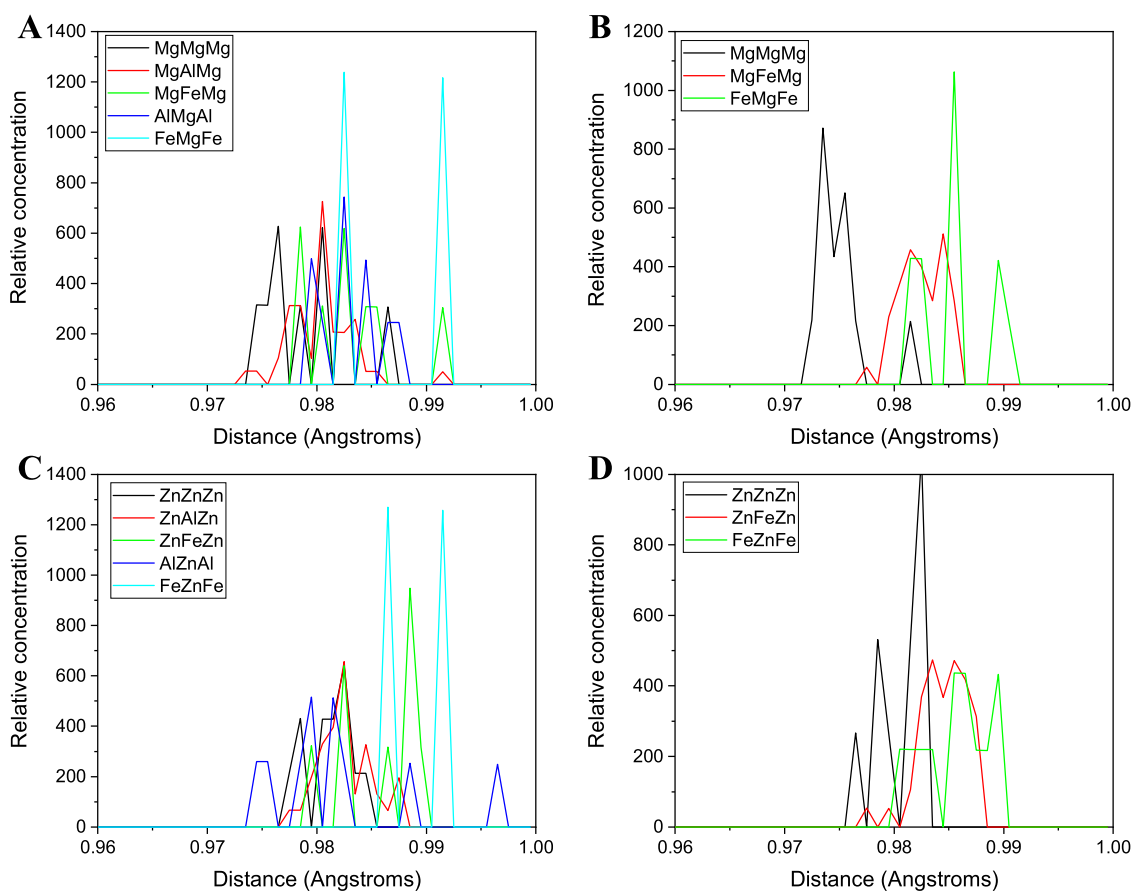 A
1400
1200
1000
800
600
400
200
0
Relative concentration
MgMgMg
MgAlMg
MgFeMg
AlMgAl
FeMgFe
0.96 0.97 0.98 0.99 1.00
Distance (Angstroms)
B
1200
1000
800
600
400
200
0
Relative concentration
MgMgMg
MgFeMg
FeMgFe
0.96 0.97 0.98 0.99 1.00
Distance (Angstroms)
C
1400
1200
1000
800
600
400
200
0
Relative concentration
ZnZnZn
ZnAlZn
ZnFeZn
AlZnAl
FeZnFe
0.96 0.97 0.98 0.99 1.00
Distance (Angstroms)
D
1000
800
600
400
200
0
Relative concentration
ZnZnZn
ZnFeZn
FeZnFe
0.96 0.97 0.98 0.99 1.00
Distance (Angstroms)